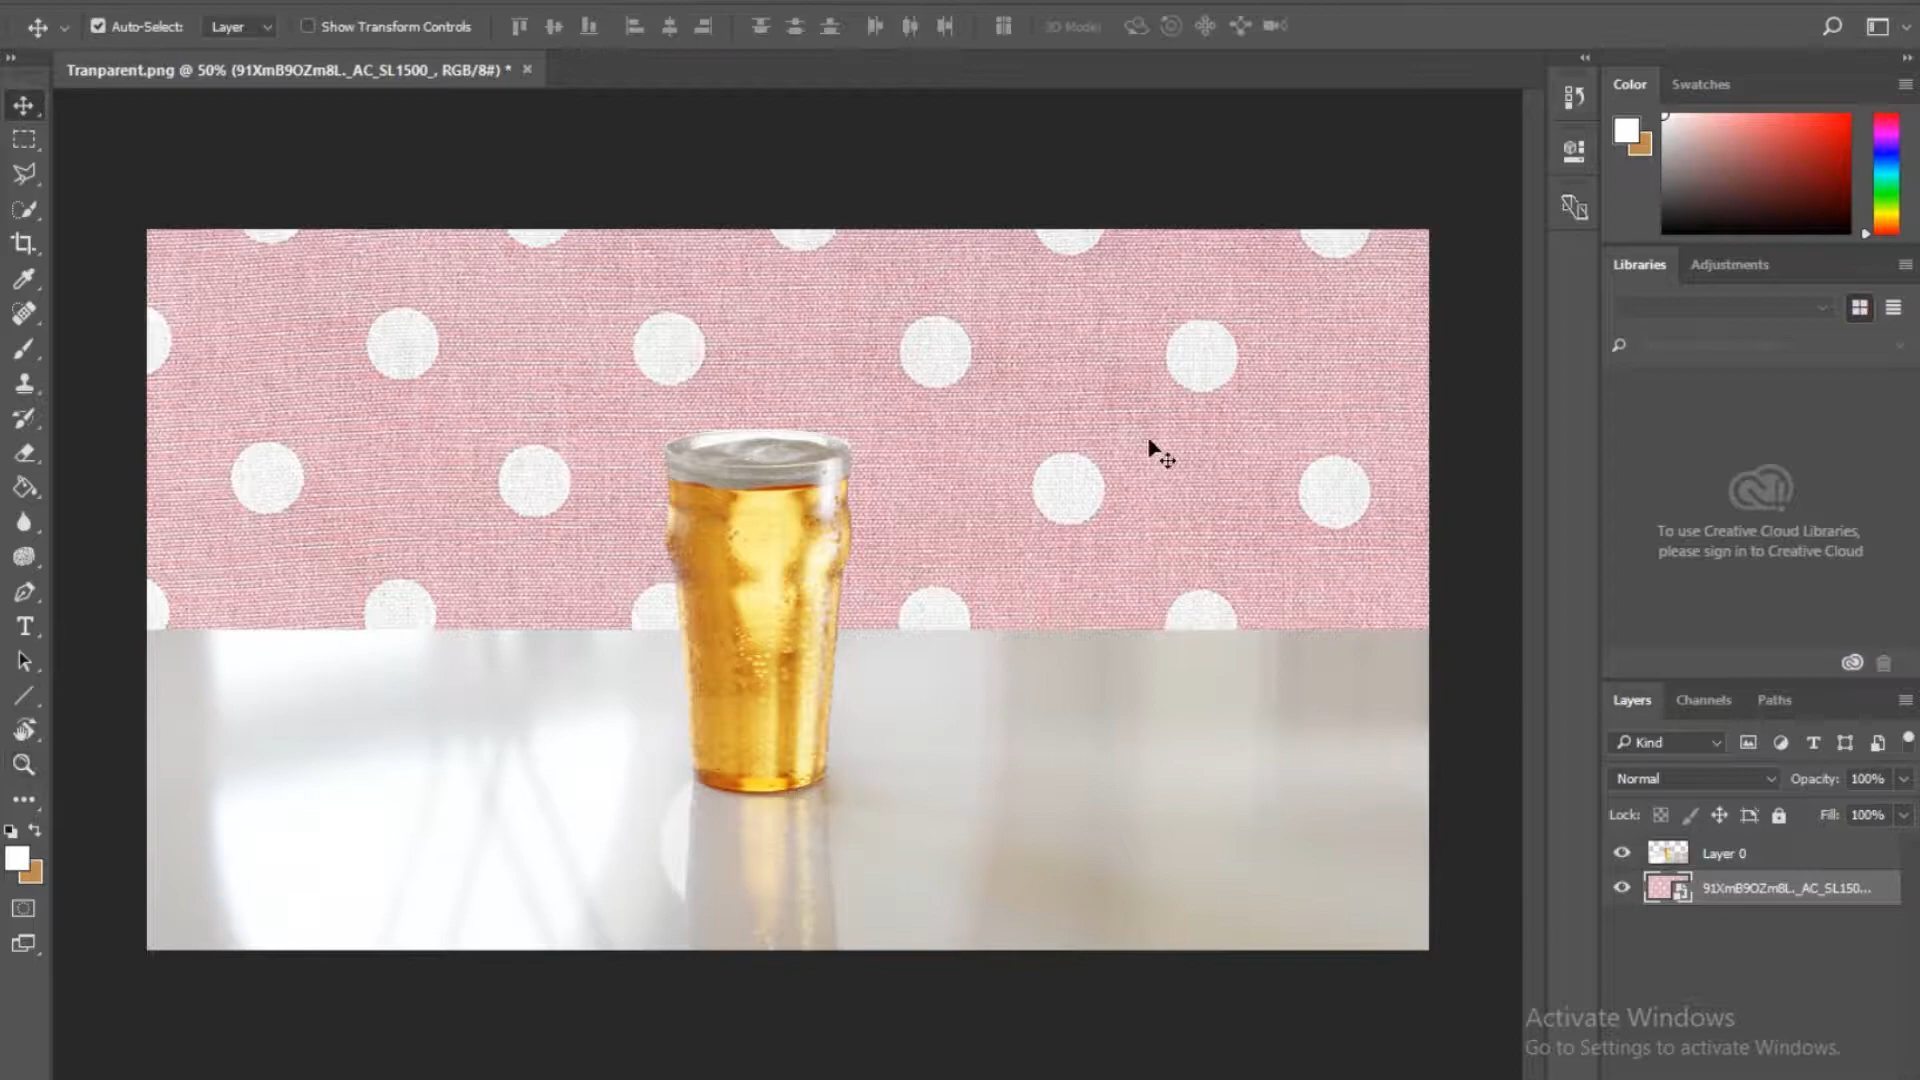 Auto-Select:
Layer
Show Transform Controls
3D Model
Tranparent.png @ 50% (91XmB9OZm8L._AC_SL1500_, RGB/8#) *
Color
Swatches
Libraries
Adjustments
To use Creative Cloud Libraries,
please sign in to Creative Cloud
Layers
Channels
Paths
Kind
Normal
Opacity: 100%
Lock:
Fill: 100%
Layer 0
91XmB9OZm8L._AC_SL150...
Activate Windows
Go to Settings to activate Windows.